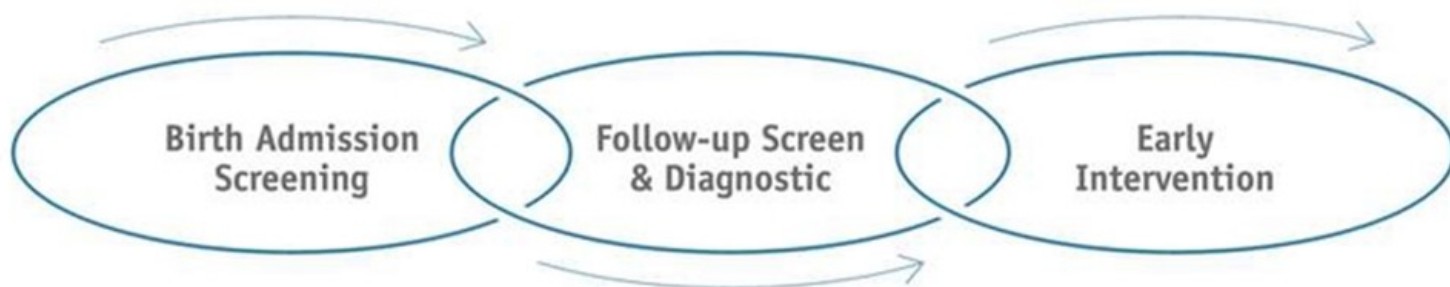 Birth Admission
Screening
Follow-up Screen
& Diagnostic
Early
Intervention